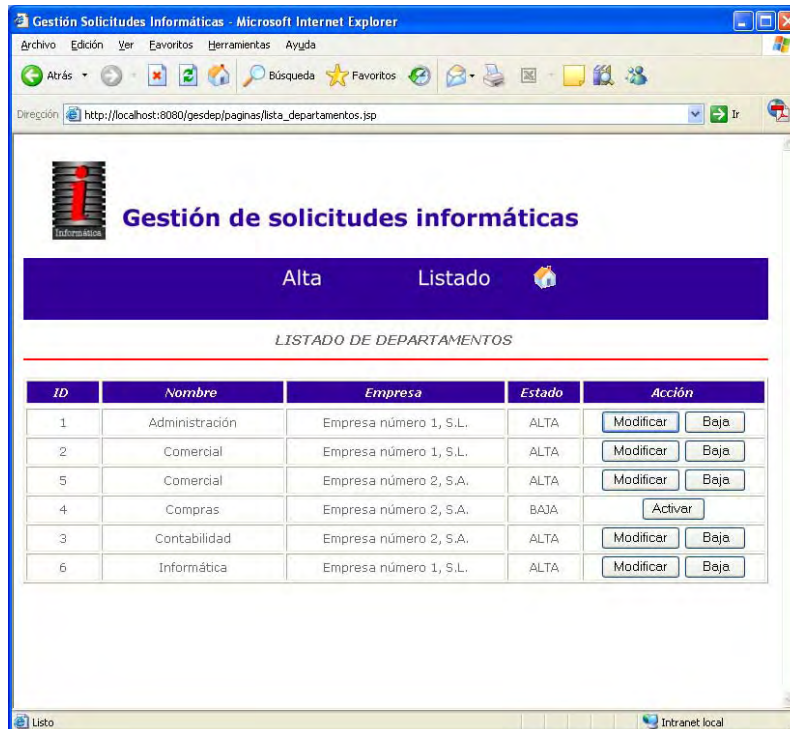 Gestión Solicitudes Informáticas - Microsoft Internet Explorer
Archivo Edición Ver Favoritos Herramientas Ayuda
Atrás Búsqueda Favoritos
Dirección http://localhost:8080/gesdep/paginas/lista_departamentos.jsp Ir
Informática
Gestión de solicitudes informáticas
Alta Listado
LISTADO DE DEPARTAMENTOS
ID Nombre Empresa Estado Acción
1 Administración Empresa número 1, S.L. ALTA Modificar Baja
2 Comercial Empresa número 1, S.L. ALTA Modificar Baja
5 Comercial Empresa número 2, S.A. ALTA Modificar Baja
4 Compras Empresa número 2, S.A. BAJA Activar
3 Contabilidad Empresa número 2, S.A. ALTA Modificar Baja
6 Informática Empresa número 1, S.L. ALTA Modificar Baja
Listo Intranet local